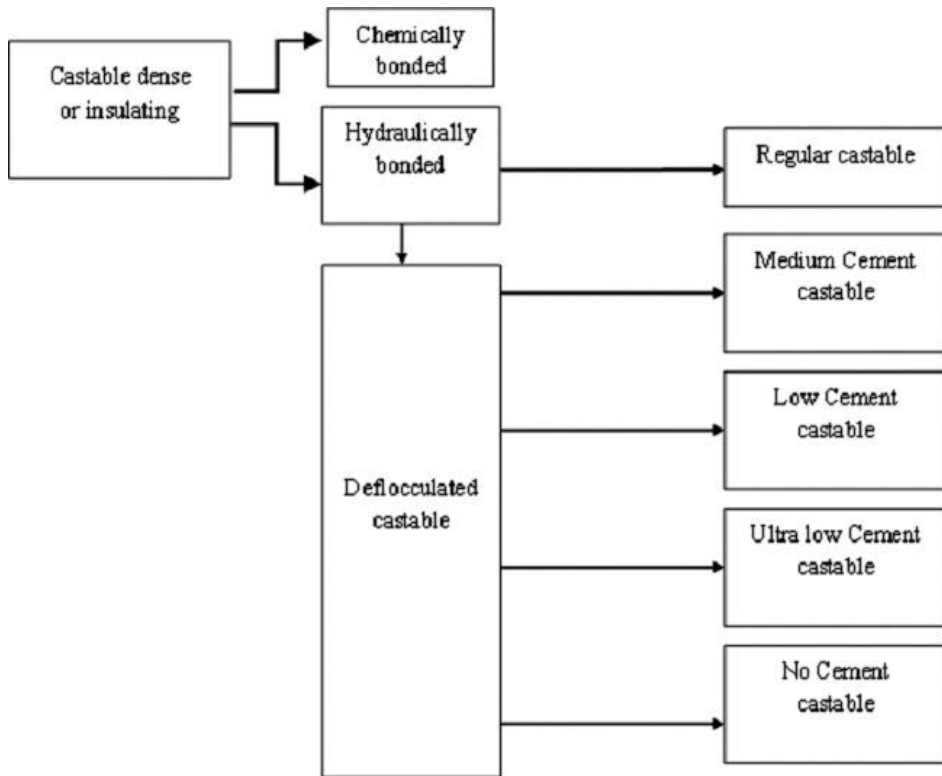 Castable dense
or insulating
Chemically
bonded
Hydraulically
bonded
Regular castable
Medium Cement
castable
Low Cement
castable
Deflocculated
castable
Ultra low Cement
castable
No Cement
castable